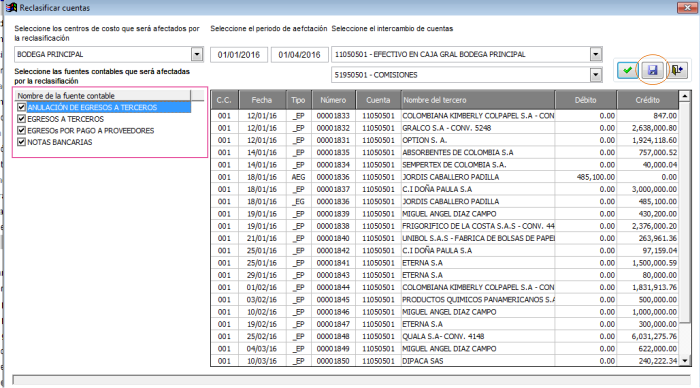 Reclasificar cuentas
Seleccione los centros de costo que será afectados por la reclasificación
Seleccione el periodo de aefctación
Seleccione el intercambio de cuentas
BODEGA PRINCIPAL
01/01/2016
01/04/2016
11050501 - EFECTIVO EN CAJA GRAL BODEGA PRINCIPAL
51950501 - COMISIONES
Seleccione las fuentes contables que será afectadas por la reclasifiación
Nombre de la fuente contable
ANULACIÓN DE EGRESOS A TERCEROS
EGRESOS A TERCEROS
EGRESOs POR PAGO A PROVEEDORES
NOTAS BANCARIAS
C.C. Fecha Tipo Número Cuenta Nombre del tercero Débito Crédito
001 12/01/16 _EP 00001833 11050501 COLOMBIANA KIMBERLY COLPAPEL S.A - CON 0.00 847.00
001 12/01/16 _EP 00001832 11050501 GRALCO S.A - CONV. 5248 0.00 2,638,000.80
001 12/01/16 _EP 00001831 11050501 OPTION S. A. 0.00 1,924,118.60
001 14/01/16 _EP 00001835 11050501 ABSORBENTES DE COLOMBIA S.A 0.00 757,000.52
001 14/01/16 _EP 00001834 11050501 SEMPERTEX DE COLOMBIA S.A. 0.00 40,000.04
001 18/01/16 AEG 00001836 11050501 JORDIS CABALLERO PADILLA 485,100.00 0.00
001 18/01/16 _EP 00001837 11050501 C.I DOÑA PAULA S.A 0.00 3,000,000.00
001 18/01/16 _EG 00001836 11050501 JORDIS CABALLERO PADILLA 0.00 485,100.00
001 19/01/16 _EP 00001839 11050501 MIGUEL ANGEL DIAZ CAMPO 0.00 430,200.00
001 19/01/16 _EP 00001838 11050501 FRIGORIFICO DE LA COSTA S.A.S - CONV. 44 0.00 2,376,000.20
001 21/01/16 _EP 00001840 11050501 UNIBOL S.A.S - FABRICA DE BOLSAS DE PAPE 0.00 263,961.36
001 25/01/16 _EP 00001842 11050501 C.I DOÑA PAULA S.A 0.00 97,159.04
001 25/01/16 _EP 00001841 11050501 ETERNA S.A 0.00 1,500,000.59
001 29/01/16 _EP 00001843 11050501 ETERNA S.A 0.00 80,000.00
001 02/02/16 _EP 00001844 11050501 COLOMBIANA KIMBERLY COLPAPEL S.A - CON 0.00 1,831,913.76
001 03/02/16 _EP 00001845 11050501 PRODUCTOS QUIMICOS PANAMERICANOS S.A 0.00 500,000.00
001 10/02/16 _EP 00001846 11050501 MIGUEL ANGEL DIAZ CAMPO 0.00 1,000,000.00
001 19/02/16 _EP 00001847 11050501 ETERNA S.A 0.00 300,000.00
001 25/02/16 _EP 00001848 11050501 QUALA S.A- CONV. 4148 0.00 6,031,275.76
001 04/03/16 _EP 00001849 11050501 MIGUEL ANGEL DIAZ CAMPO 0.00 622,000.00
001 10/03/16 _EP 00001850 11050501 DIPACA SAS 0.00 240,222.34